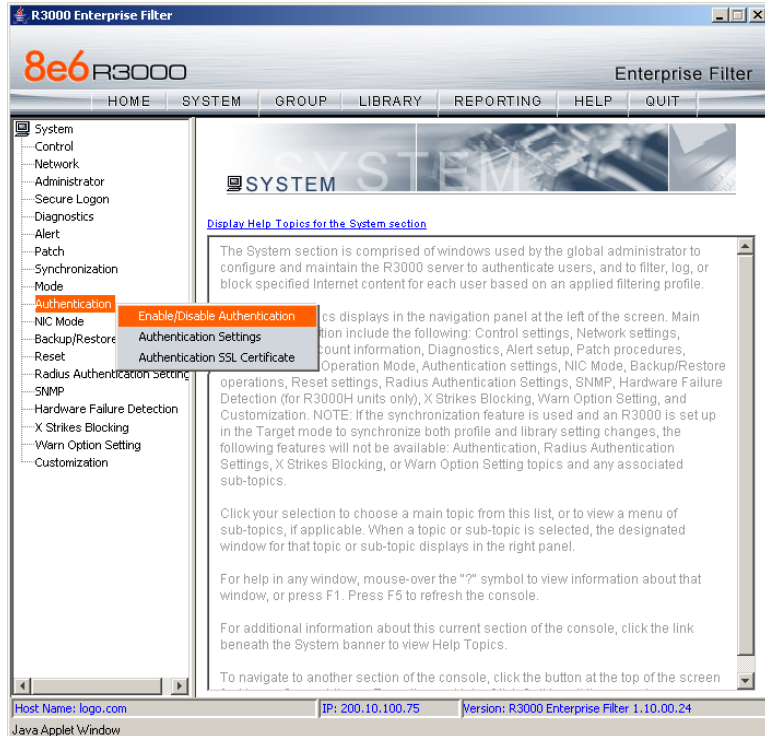 R3000 Enterprise Filter
8e6 R3000
Enterprise Filter
HOME SYSTEM GROUP LIBRARY REPORTING HELP QUIT
System
Control
Network
Administrator
Secure Logon
Diagnostics
Alert
Patch
Synchronization
Mode
Authentication
NIC Mode
Backup/Restore
Reset
Radius Authentication Setting
SNMP
Hardware Failure Detection
X Strikes Blocking
Warn Option Setting
Customization
Enable/Disable Authentication
Authentication Settings
Authentication SSL Certificate
SYSTEM
SYSTEM
Display Help Topics for the System section
The System section is comprised of windows used by the global administrator to
configure and maintain the R3000 server to authenticate users, and to filter, log, or
block specified Internet content for each user based on an applied filtering profile.
cs displays in the navigation panel at the left of the screen. Main
tion include the following: Control settings, Network settings,
count information, Diagnostics, Alert setup, Patch procedures,
Operation Mode, Authentication settings, NIC Mode, Backup/Restore
operations, Reset settings, Radius Authentication Settings, SNMP, Hardware Failure
Detection (for R3000H units only), X Strikes Blocking, Warn Option Setting, and
Customization. NOTE: If the synchronization feature is used and an R3000 is set up
in the Target mode to synchronize both profile and library setting changes, the
following features will not be available: Authentication, Radius Authentication
Settings, X Strikes Blocking, or Warn Option Setting topics and any associated
sub-topics.
Click your selection to choose a main topic from this list, or to view a menu of
sub-topics, if applicable. When a topic or sub-topic is selected, the designated
window for that topic or sub-topic displays in the right panel.
For help in any window, mouse-over the "?" symbol to view information about that
window, or press F1. Press F5 to refresh the console.
For additional information about this current section of the console, click the link
beneath the System banner to view Help Topics.
To navigate to another section of the console, click the button at the top of the screen
Host Name: logo.com
IP: 200.10.100.75
Version: R3000 Enterprise Filter 1.10.00.24
Java Applet Window